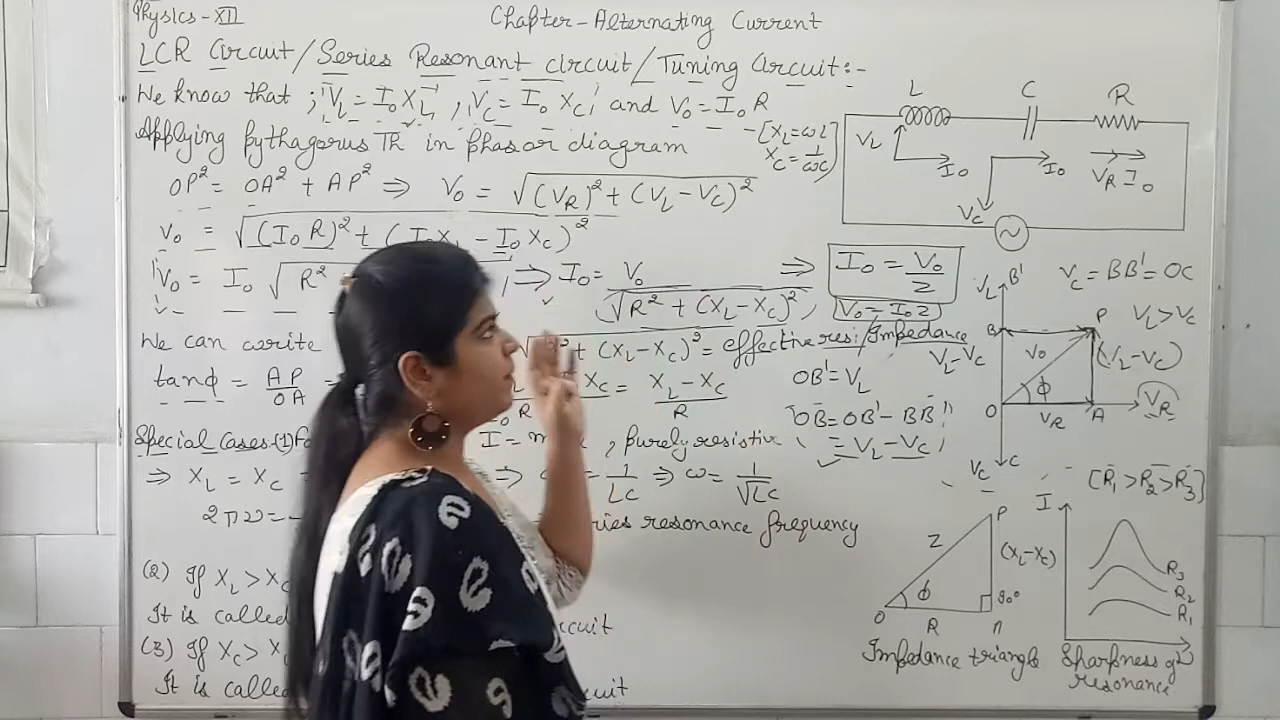 Physics-XII
Chapter-Alternating Current
LCR Circuit/Series Resonant circuit/Tuning Circuit:-
We know that ; V_L = I_0 X_L , V_C = I_0 X_C and V_0 = I_0 R
-[X_L = ωL
X_C = 1/ωC]
Applying pythagorus Th in phasor diagram
OP² = OA² + AP² ⇒ V_0 = √((V_R)² + (V_L - V_C)²)
V_0 = √((I_0 R)² + (I_0 X_L - I_0 X_C)²
V_0 = I_0 √R² ⇒ I_0 = V_0/√(R² + (X_L - X_C)²) ⇒ I_0 = V_0/Z
V_0 = I_0 Z
We can write + (X_L - X_C)² = effective res/Impedance
tanφ = AP/OA = X_C = X_L - X_C/R
Special Cases-(1) I = , purely resistive
⇒ X_L = X_C ⇒ 1/LC ⇒ ω = 1/√LC
2πν = resonance frequency
(2) If X_L > X_C
It is called
(3) If X_C >
It is called
L C R
V_L I_0 V_C I_0 V_R I_0
~
V_L B' V_C = BB' = OC
B P V_L > V_C
V_L - V_C V_0 (V_L - V_C)
O φ V_R A V_R
V_C C
OB' = V_L
OB = OB' - BB'
= V_L - V_C
[R_1 > R_2 > R_3]
P
Z (X_L - X_C)
O φ R n 90°
Impedance triangle
I
R_3
R_2
R_1
Sharpness of
resonance